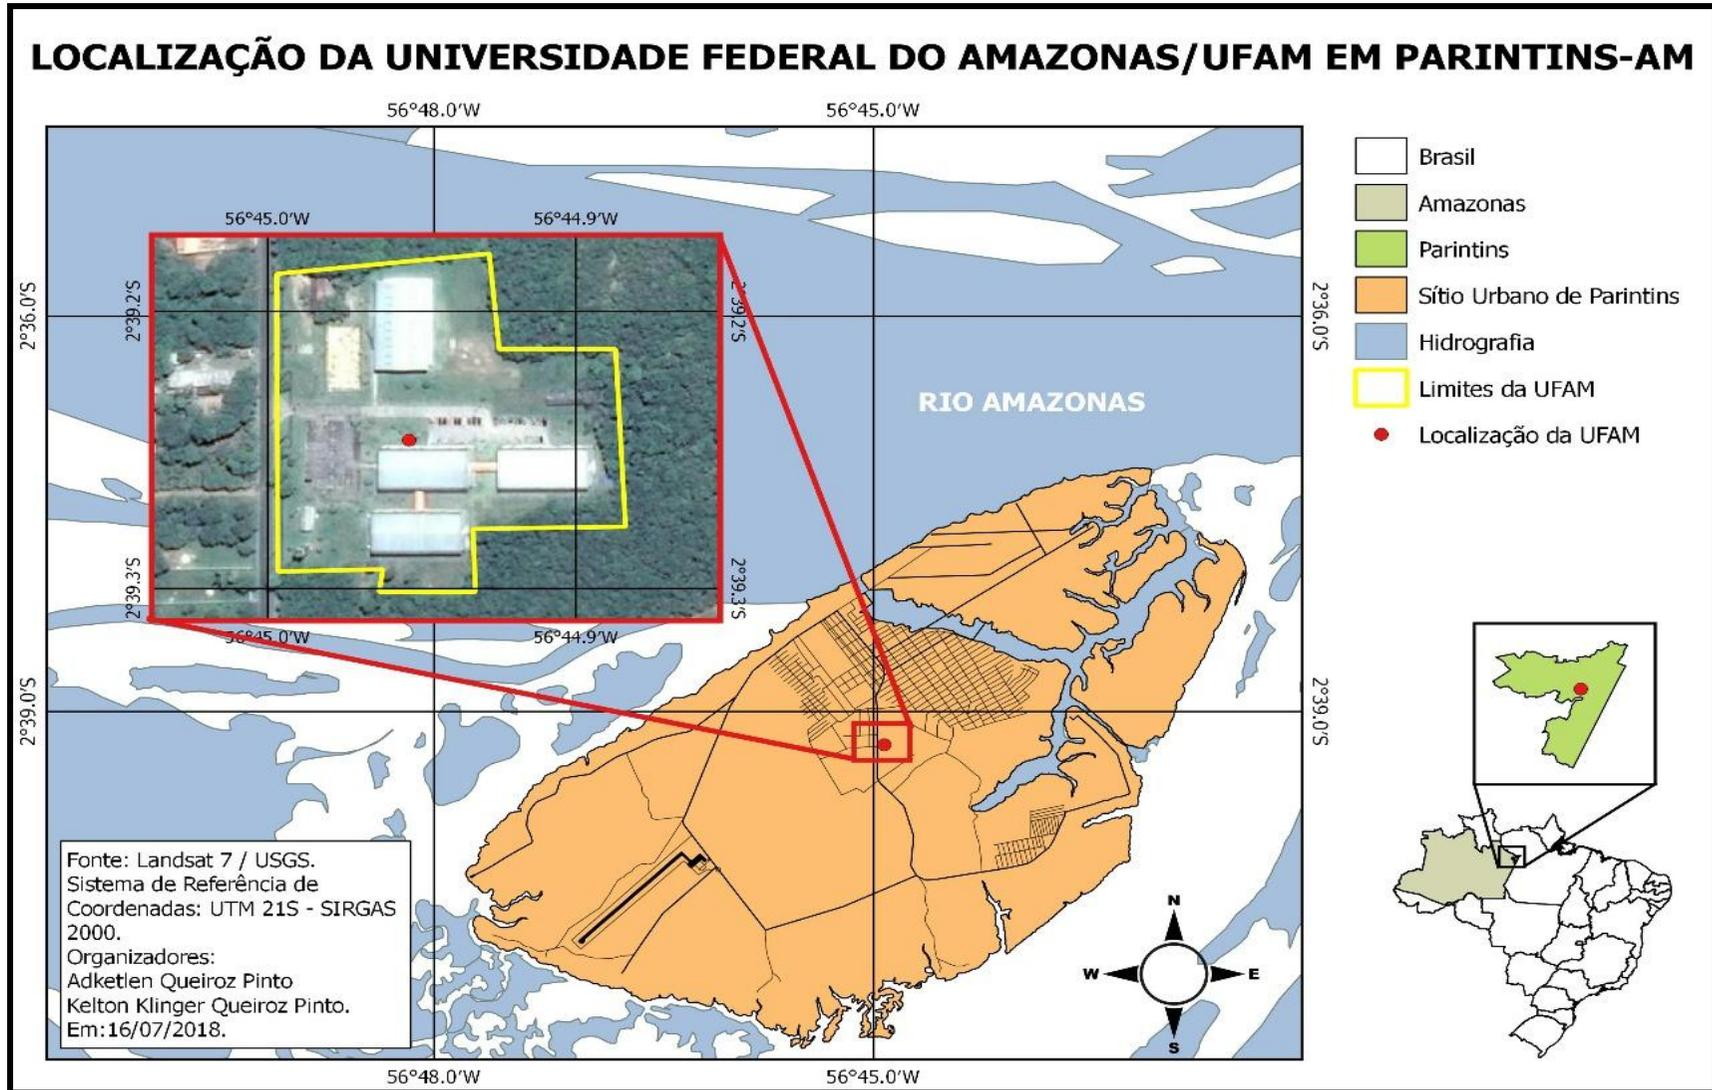 LOCALIZAÇÃO DA UNIVERSIDADE FEDERAL DO AMAZONAS/UFAM EM PARINTINS-AM
56°48.0'W
56°45.0'W
56°45.0'W
56°44.9'W
2°36.0'S
2°39.2'S
2°39.2'S
2°36.0'S
2°39.3'S
2°39.3'S
56°45.0'W
56°44.9'W
2°39.0'S
2°39.0'S
RIO AMAZONAS
Brasil
Amazonas
Parintins
Sítio Urbano de Parintins
Hidrografia
Limites da UFAM
Localização da UFAM
Fonte: Landsat 7 / USGS.
Sistema de Referência de
Coordenadas: UTM 21S - SIRGAS
2000.
Organizadores:
Adketlen Queiroz Pinto
Kelton Klinger Queiroz Pinto.
Em:16/07/2018.
N
W
E
S
56°48.0'W
56°45.0'W